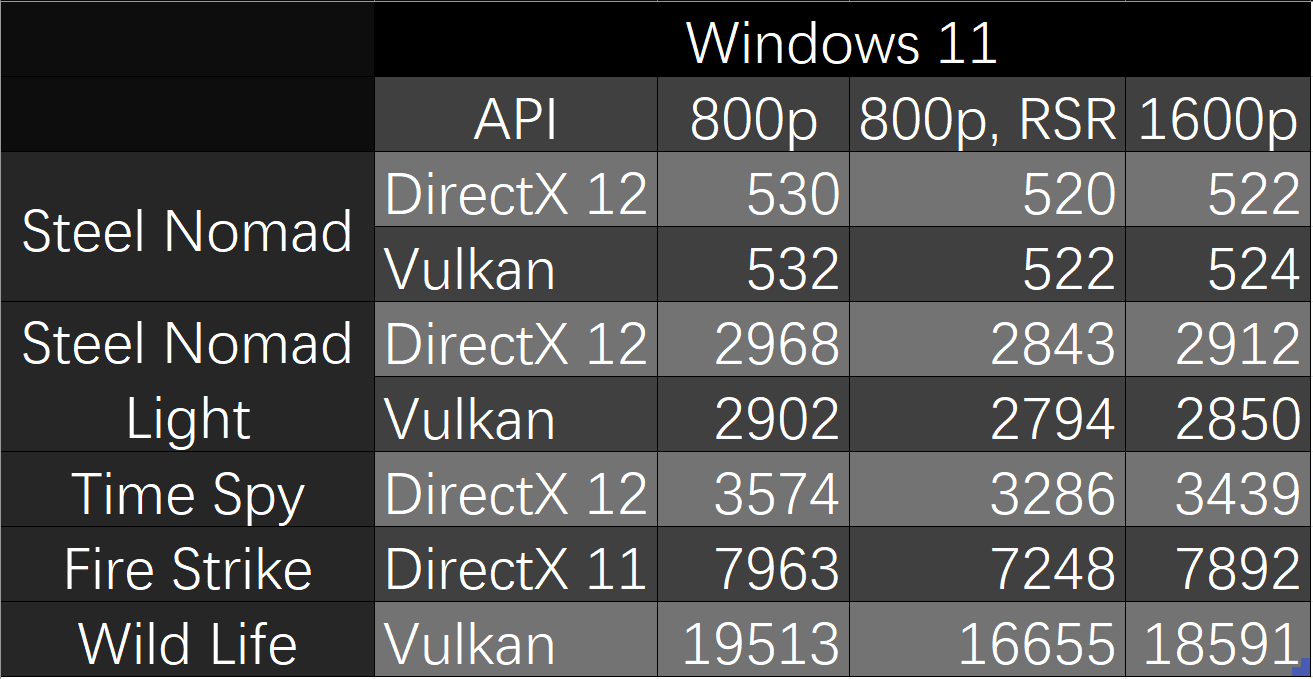 Windows 11
API 800p 800p, RSR 1600p
Steel Nomad DirectX 12 530 520 522
Vulkan 532 522 524
Steel Nomad Light DirectX 12 2968 2843 2912
Vulkan 2902 2794 2850
Time Spy DirectX 12 3574 3286 3439
Fire Strike DirectX 11 7963 7248 7892
Wild Life Vulkan 19513 16655 18591